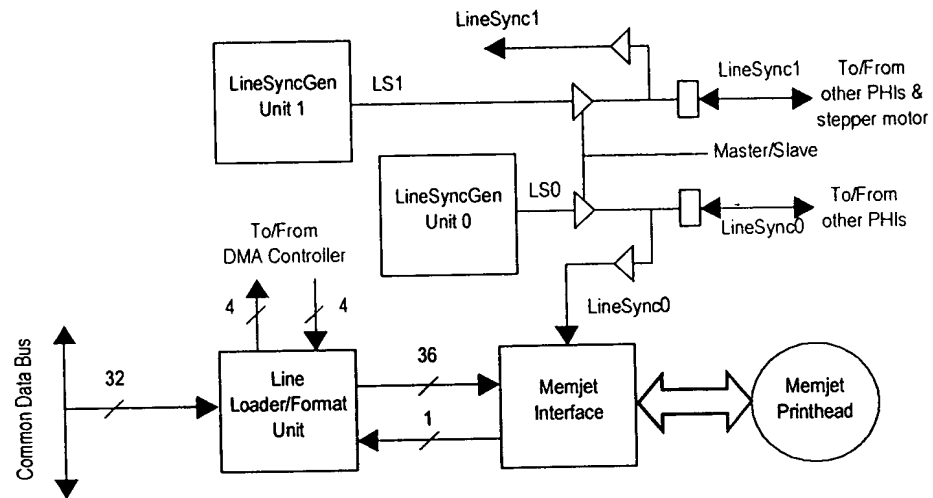 LineSync1
LineSyncGen
Unit 1
LS1
LineSync1
To/From
other PHIs &
stepper motor
Master/Slave
LineSyncGen
Unit 0
LS0
LineSync0
To/From
other PHIs
To/From
DMA Controller
4
4
LineSync0
Common Data Bus
32
Line
Loader/Format
Unit
36
1
Memjet
Interface
Memjet
Printhead